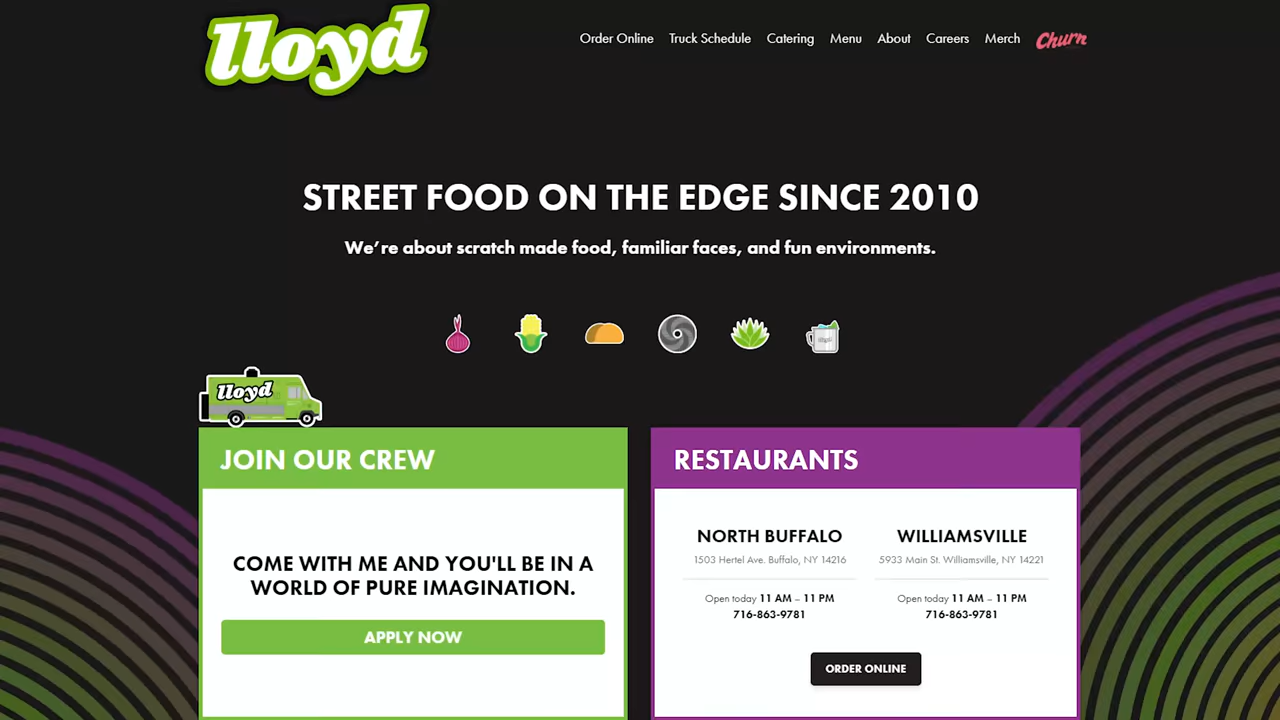 lloyd
Order Online
Truck Schedule
Catering
Menu
About
Careers
Merch
Churn
STREET FOOD ON THE EDGE SINCE 2010
We're about scratch made food, familiar faces, and fun environments.
lloyd
JOIN OUR CREW
COME WITH ME AND YOU'LL BE IN A
WORLD OF PURE IMAGINATION.
APPLY NOW
RESTAURANTS
NORTH BUFFALO
1503 Hertel Ave. Buffalo, NY 14216
Open today 11 AM – 11 PM
716-863-9781
WILLIAMSVILLE
5933 Main St. Williamsville, NY 14221
Open today 11 AM – 11 PM
716-863-9781
ORDER ONLINE